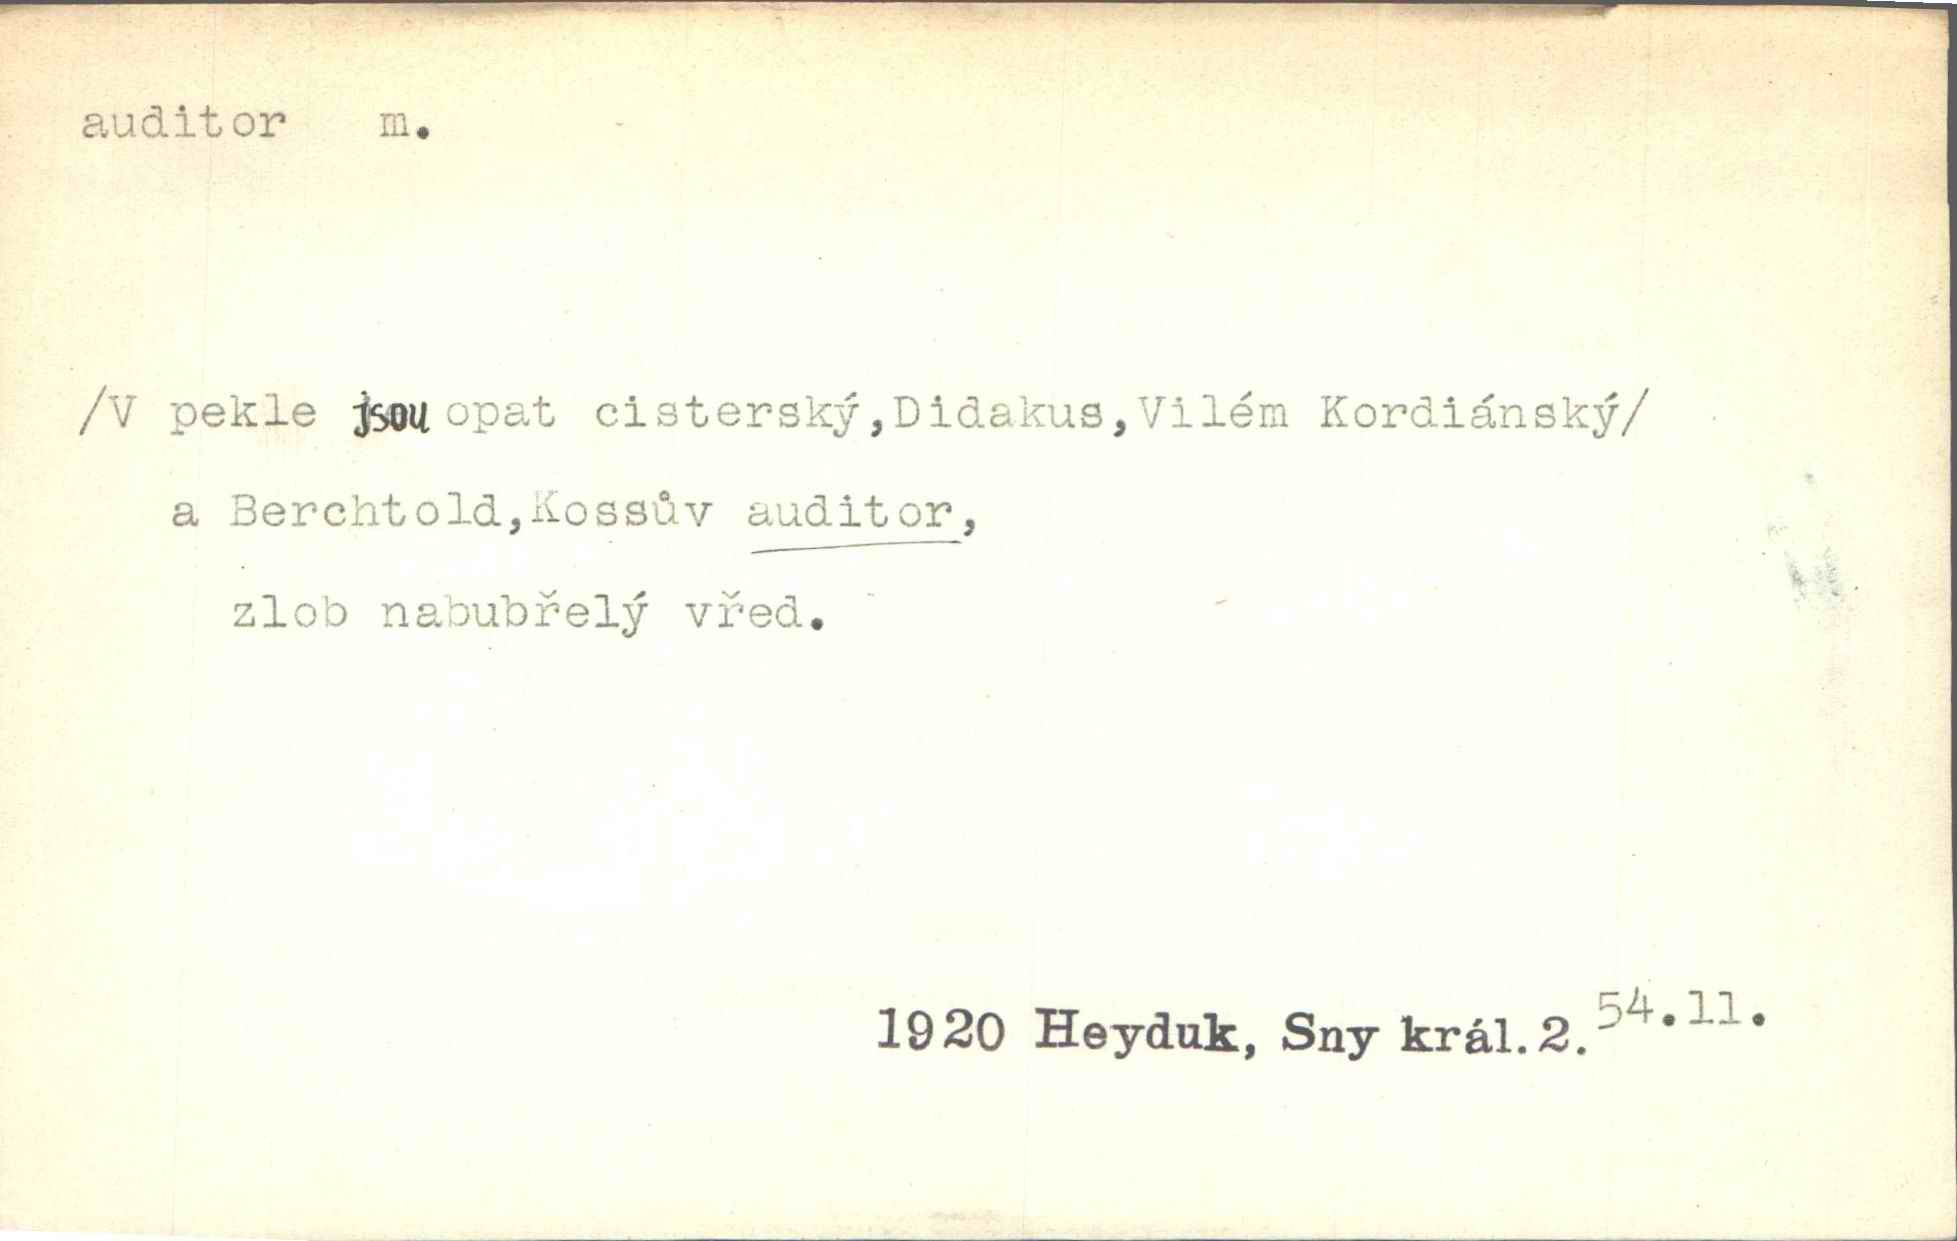 auditor m.
/V pekle jsou opat cisterský,Didakus,Vilém Kordiánský/
a Berchtold,Kossův auditor,
zlob nabubřelý vřed.
1920 Heyduk, Sny král. 2. 54.11.